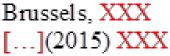 Brussels, XXX
[…](2015) XXX